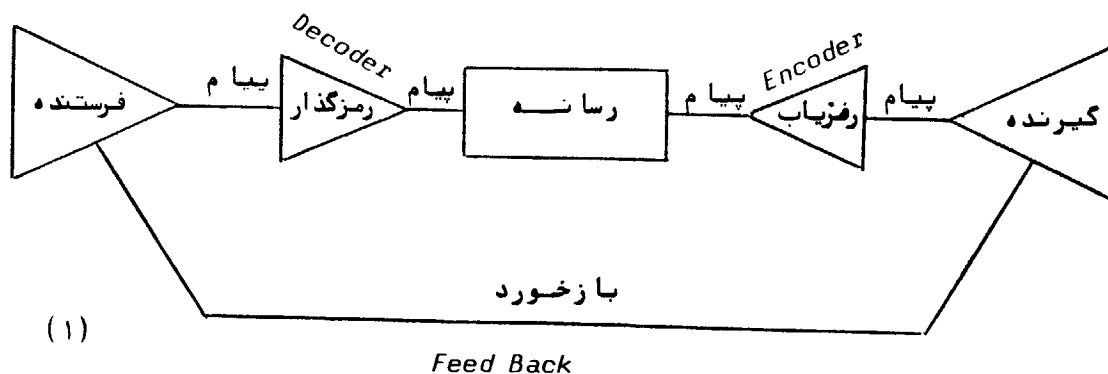 Decoder
Encoder
فرستنده
پیام
رمزگذار
پیام
رسانه
پیام
رمزیاب
پیام
گیرنده
بازخورد
(۱)
Feed Back